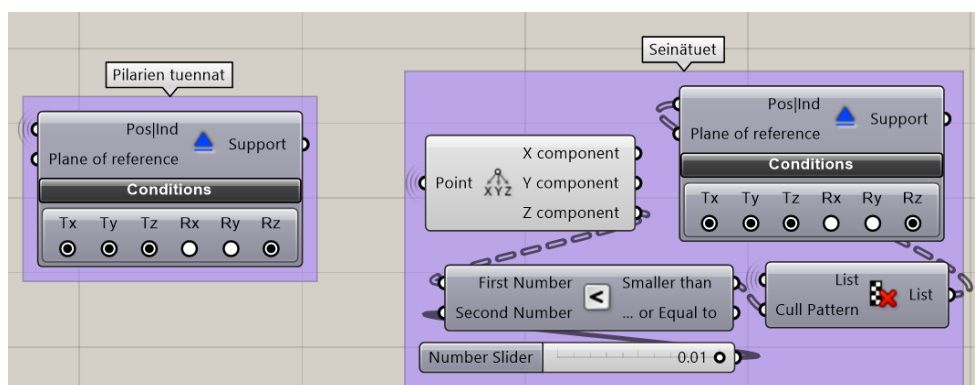 Pilarien tuennat
Pos|Ind
Plane of reference
Support
Conditions
Tx Ty Tz Rx Ry Rz
Seinätuet
Pos|Ind
Plane of reference
Support
Conditions
Tx Ty Tz Rx Ry Rz
Point
XYZ
X component
Y component
Z component
First Number
Second Number
<
Smaller than
... or Equal to
List
Cull Pattern
List
Number Slider
0.01